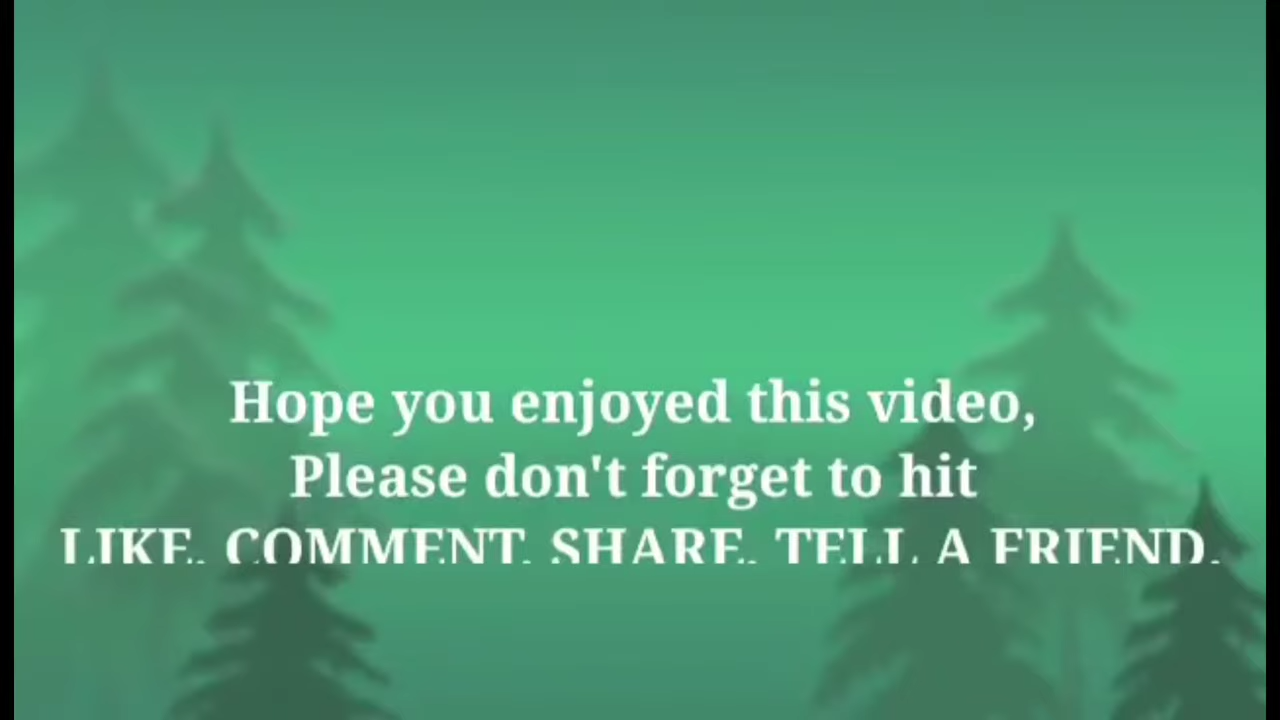 Hope you enjoyed this video,
Please don't forget to hit
LIKE, COMMENT, SHARE, TELL A FRIEND,